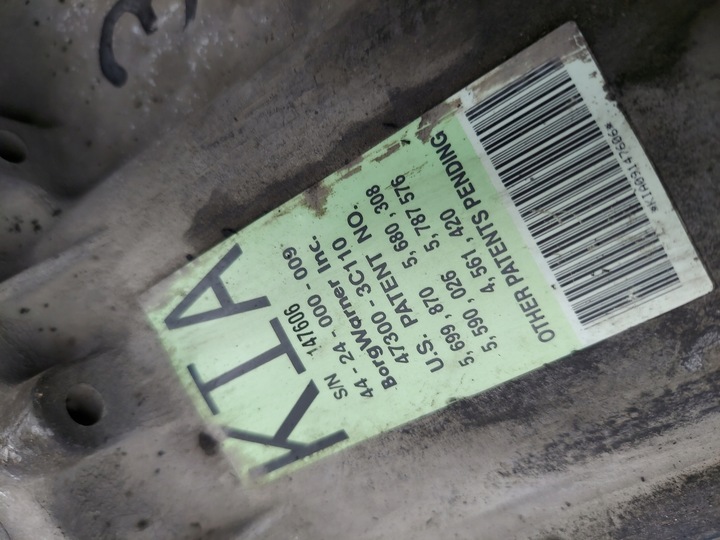 KIA
S/N 147606
44 - 24 - 000 - 009
BorgWarner Inc.
47300 - 3C110
U.S. PATENT NO.
5, 699 , 870 5, 680 , 308
5, 590 , 026 5, 787 576
4, 561 , 420
OTHER PATENTS PENDING
*KIA09147606*